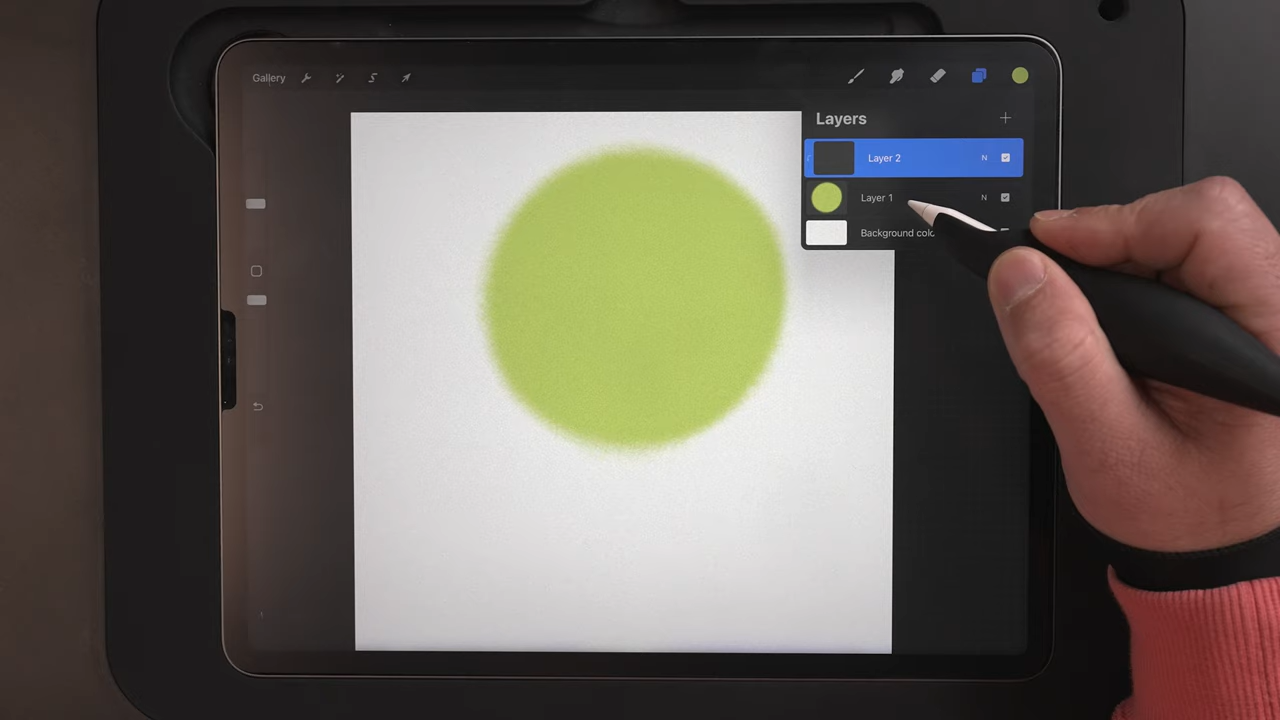 Gallery
Layers
Layer 2 N
Layer 1 N
Background colo